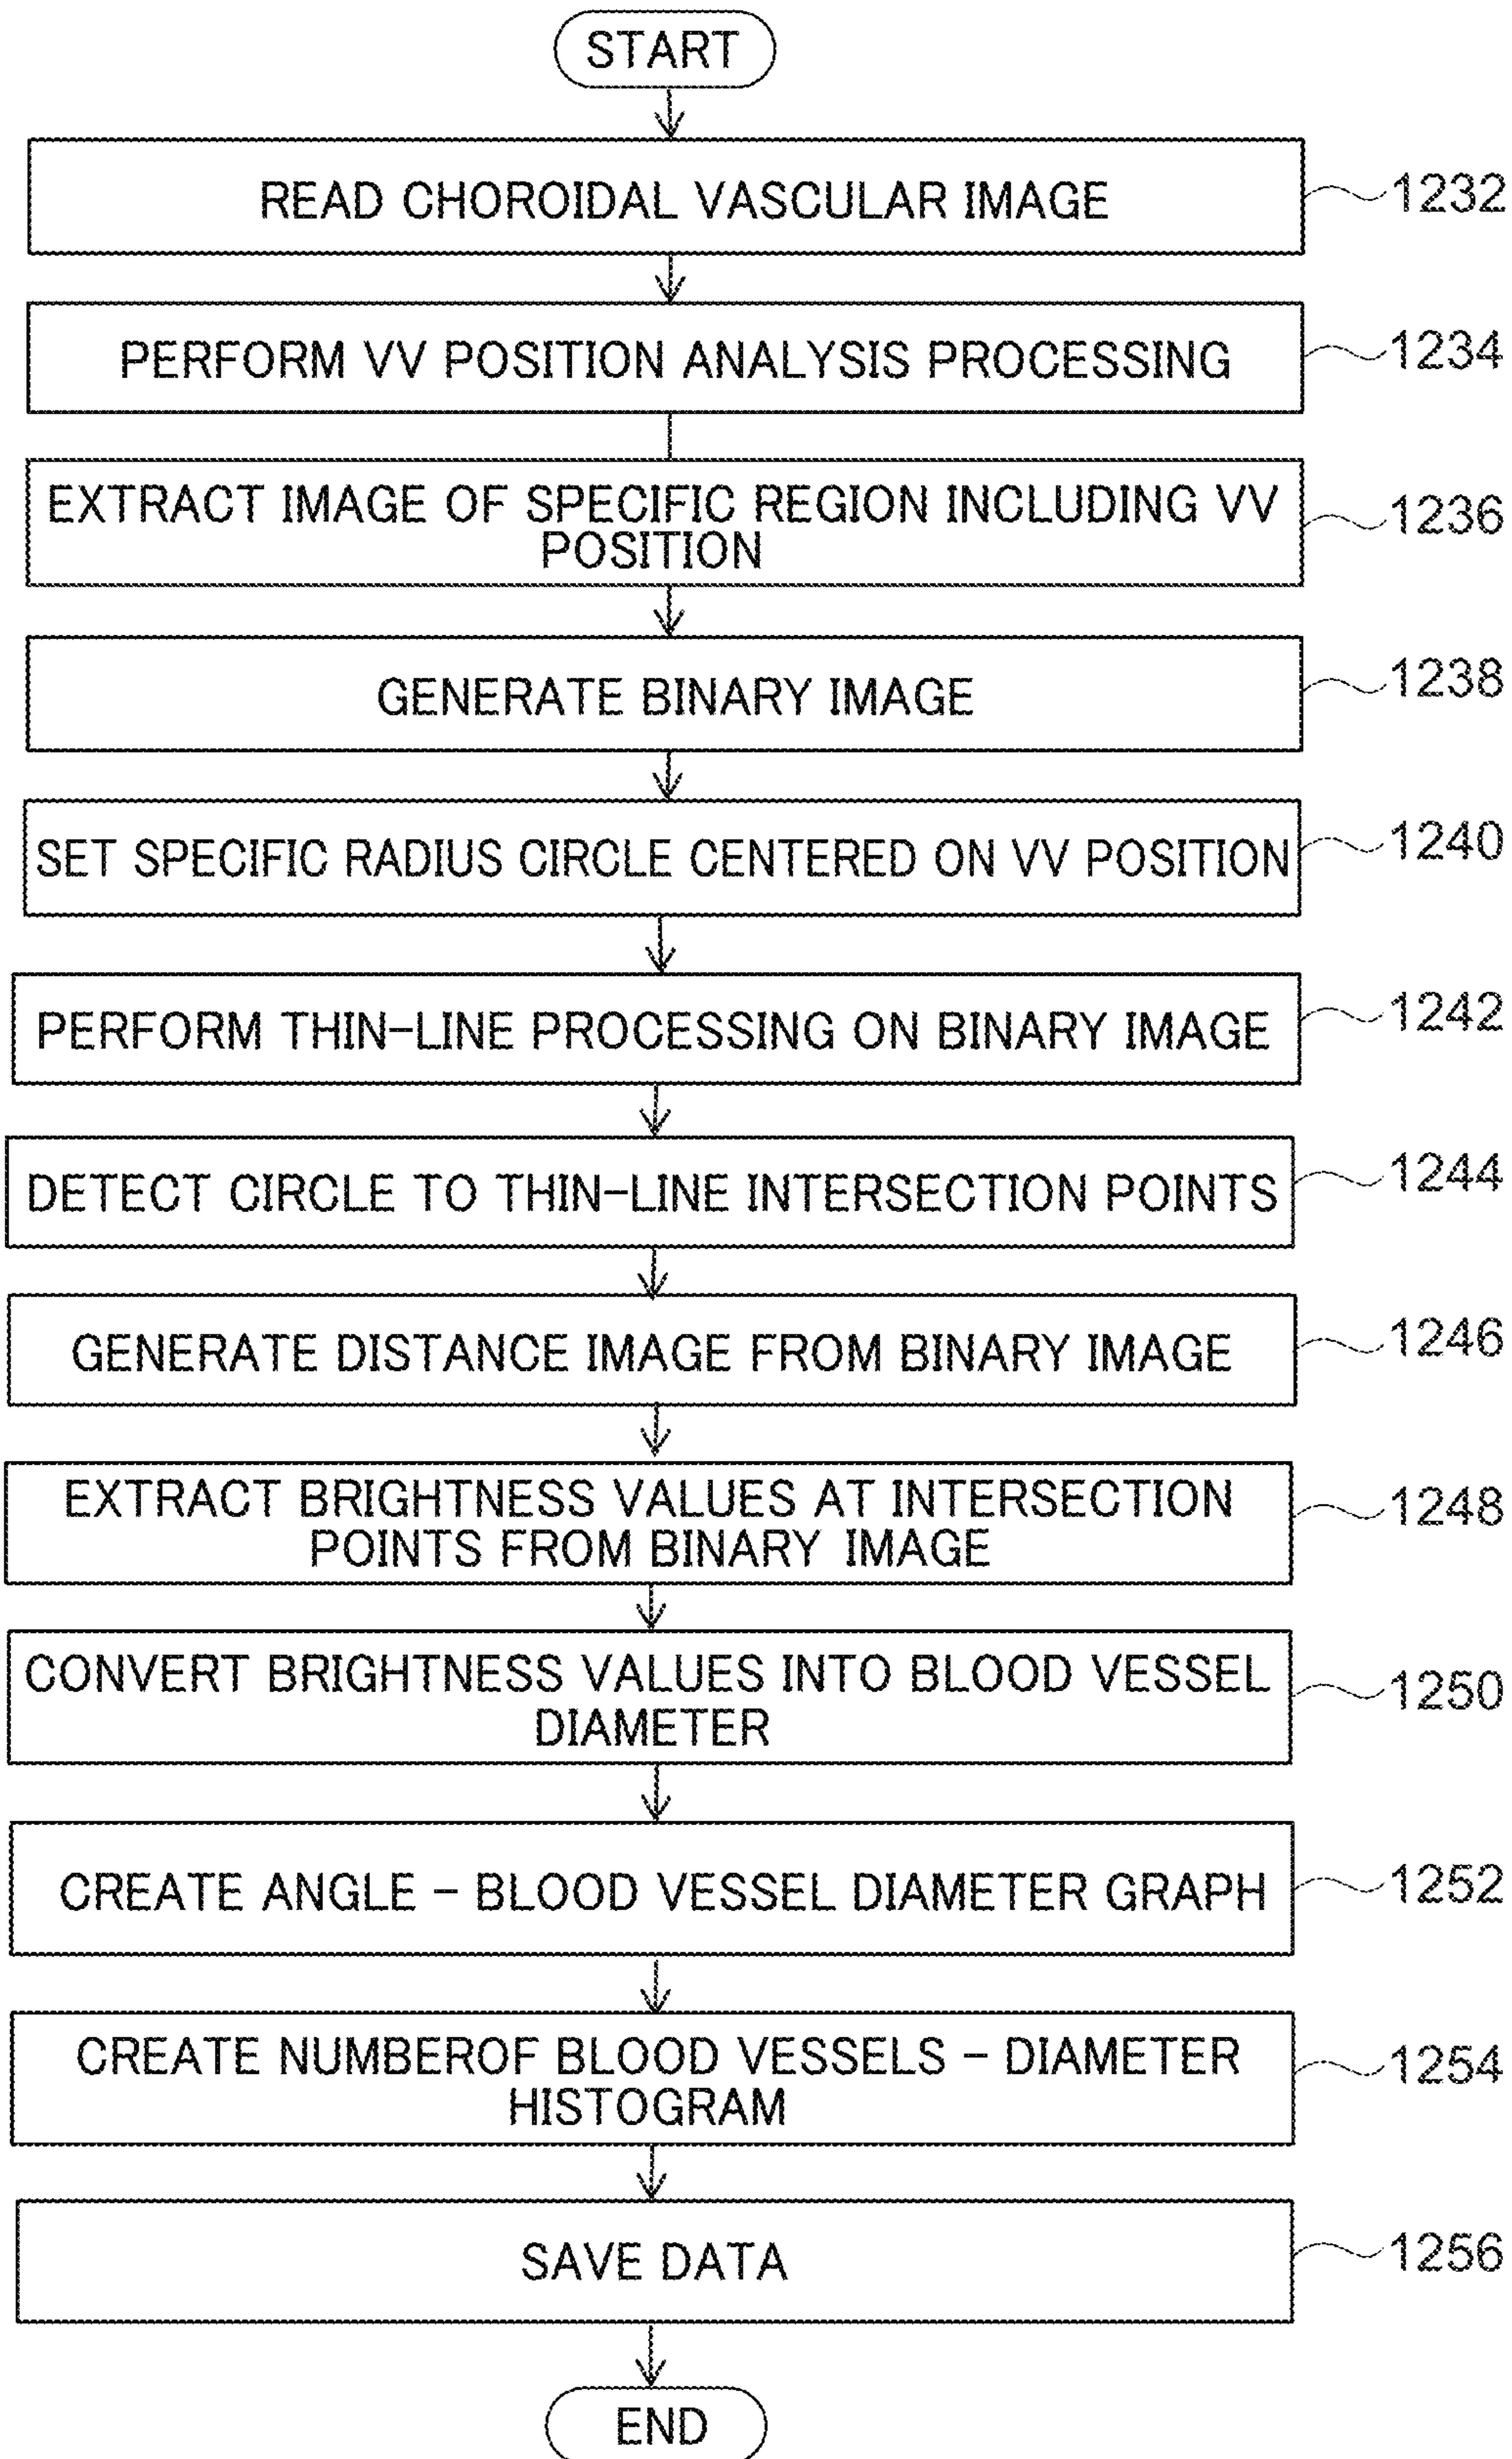 START
READ CHOROIDAL VASCULAR IMAGE
1232
PERFORM VV POSITION ANALYSIS PROCESSING
1234
EXTRACT IMAGE OF SPECIFIC REGION INCLUDING VV
POSITION
1236
GENERATE BINARY IMAGE
1238
SET SPECIFIC RADIUS CIRCLE CENTERED ON VV POSITION
1240
PERFORM THIN-LINE PROCESSING ON BINARY IMAGE
1242
DETECT CIRCLE TO THIN-LINE INTERSECTION POINTS
1244
GENERATE DISTANCE IMAGE FROM BINARY IMAGE
1246
EXTRACT BRIGHTNESS VALUES AT INTERSECTION
POINTS FROM BINARY IMAGE
1248
CONVERT BRIGHTNESS VALUES INTO BLOOD VESSEL
DIAMETER
1250
CREATE ANGLE - BLOOD VESSEL DIAMETER GRAPH
1252
CREATE NUMBEROF BLOOD VESSELS - DIAMETER
HISTOGRAM
1254
SAVE DATA
1256
END